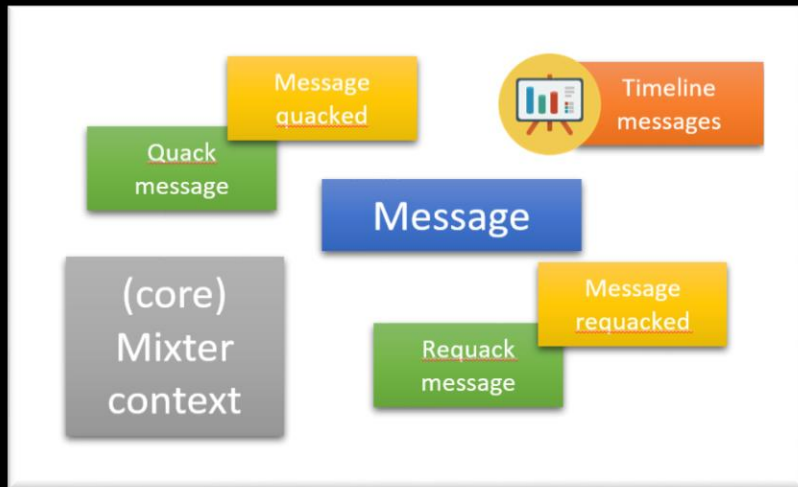 Message
quacked
Quack
message
Timeline
messages
Message
(core)
Mixter
context
Message
requacked
Requack
message